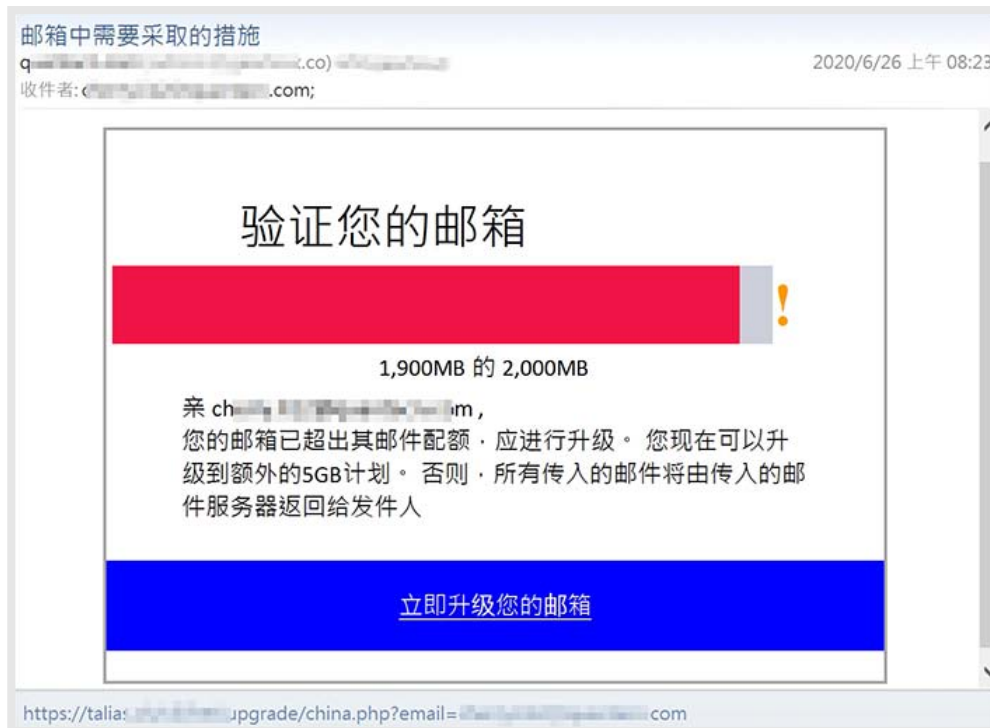 邮箱中需要采取的措施
q .co)
2020/6/26 上午 08:23
收件者: c .com;
验证您的邮箱
!
1,900MB 的 2,000MB
亲 ch m ,
您的邮箱已超出其邮件配额，应进行升级。 您现在可以升
级到额外的5GB计划。 否则，所有传入的邮件将由传入的邮
件服务器返回给发件人
立即升级您的邮箱
https://talias upgrade/china.php?email= com